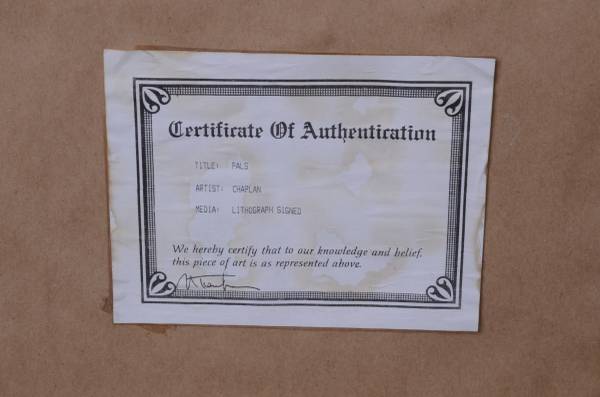 Certificate Of Authentication
TITLE: PALS
ARTIST: CHAPLAN
MEDIA: LITHOGRAPH SIGNED
We hereby certify that to our knowledge and belief,
this piece of art is as represented above.